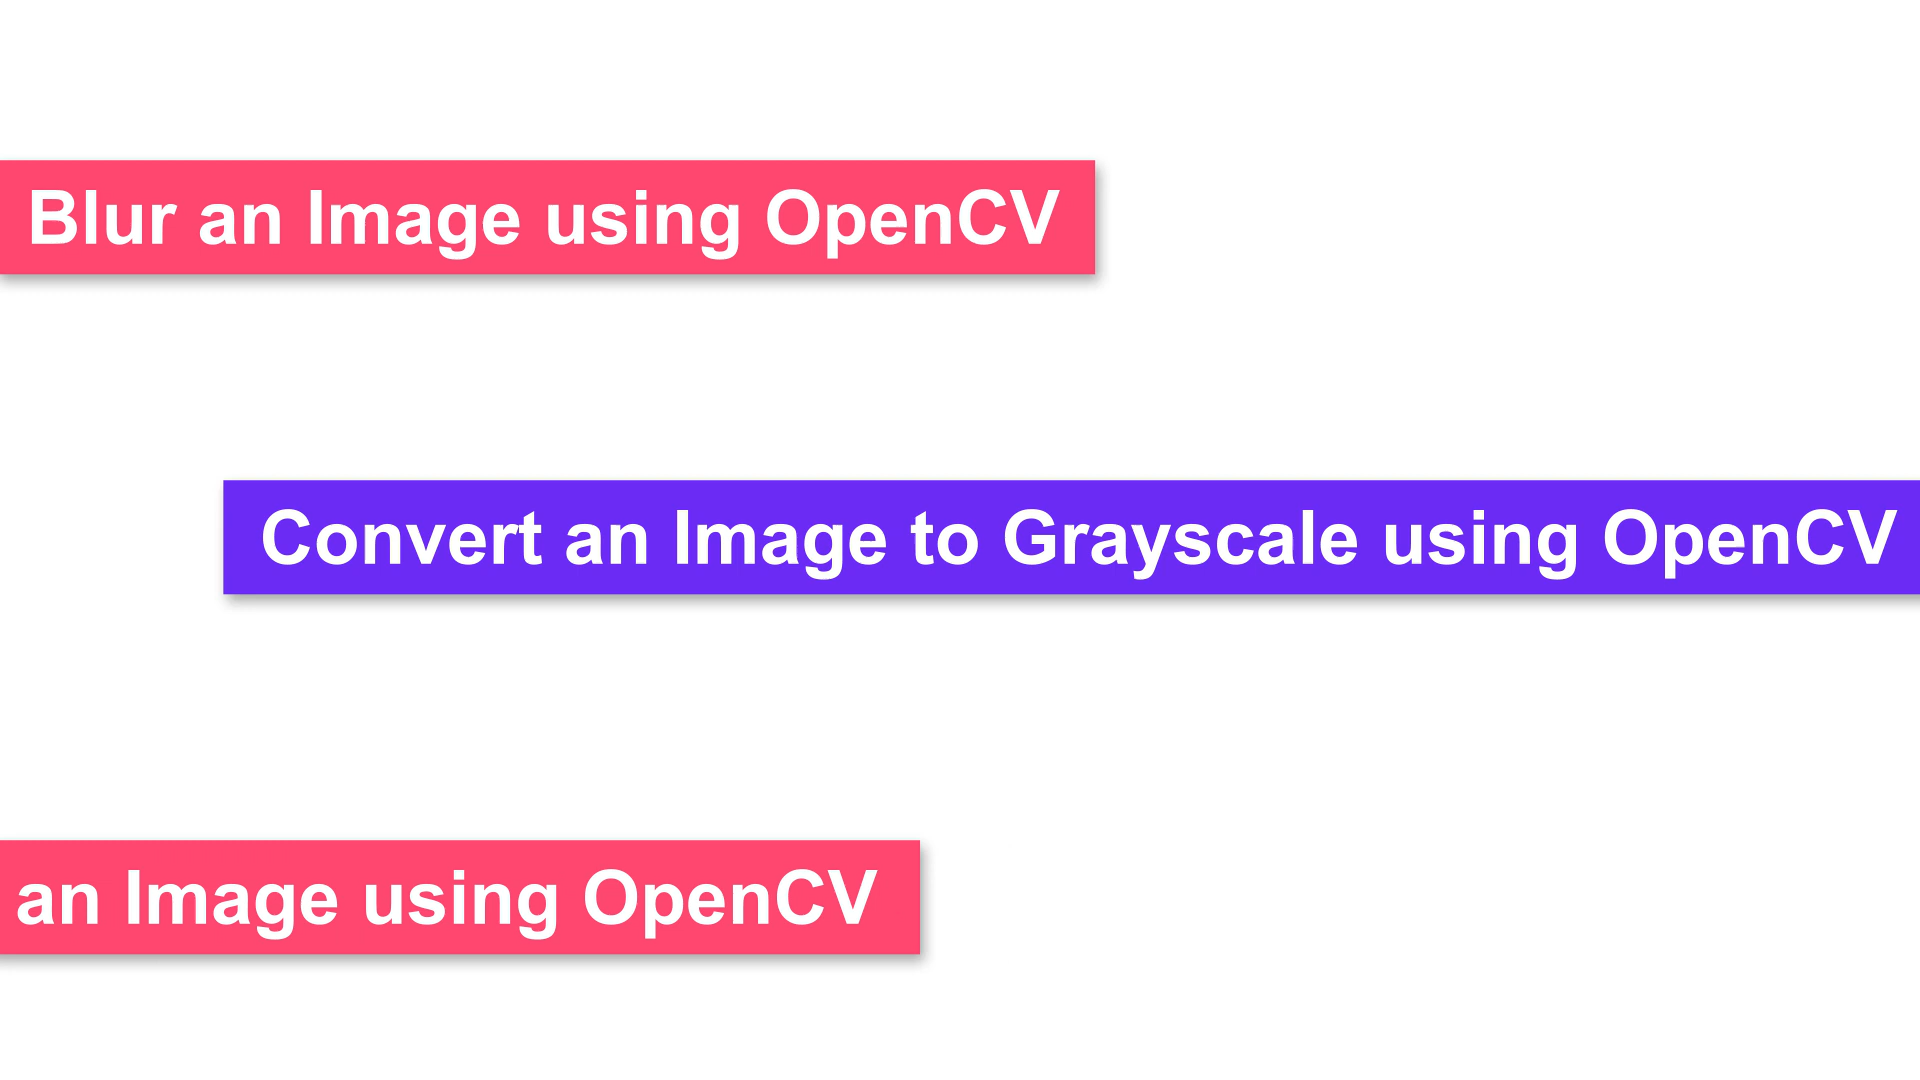 Blur an Image using OpenCV
Convert an Image to Grayscale using OpenCV
an Image using OpenCV